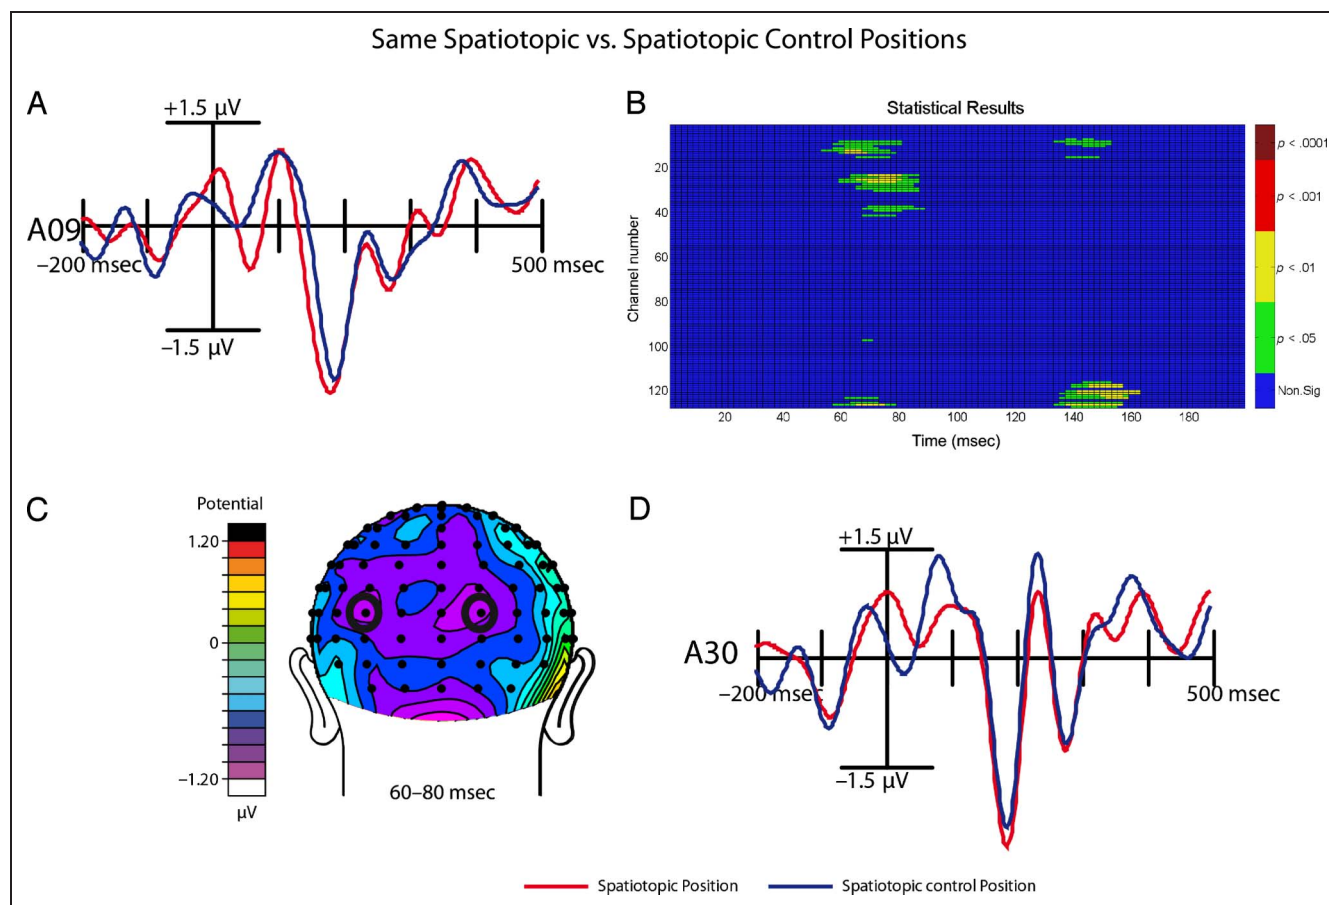 Same Spatiotopic vs. Spatiotopic Control Positions
A
+1.5 µV
A09
−200 msec
500 msec
−1.5 µV
B
Statistical Results
Channel number
20
40
60
80
100
120
20 40 60 80 100 120 140 160 180
Time (msec)
p < .0001
p < .001
p < .01
p < .05
Non.Sig
C
Potential
1.20
0
−1.20
µV
60–80 msec
D
+1.5 µV
A30
−200 msec
500 msec
−1.5 µV
Spatiotopic Position
Spatiotopic control Position